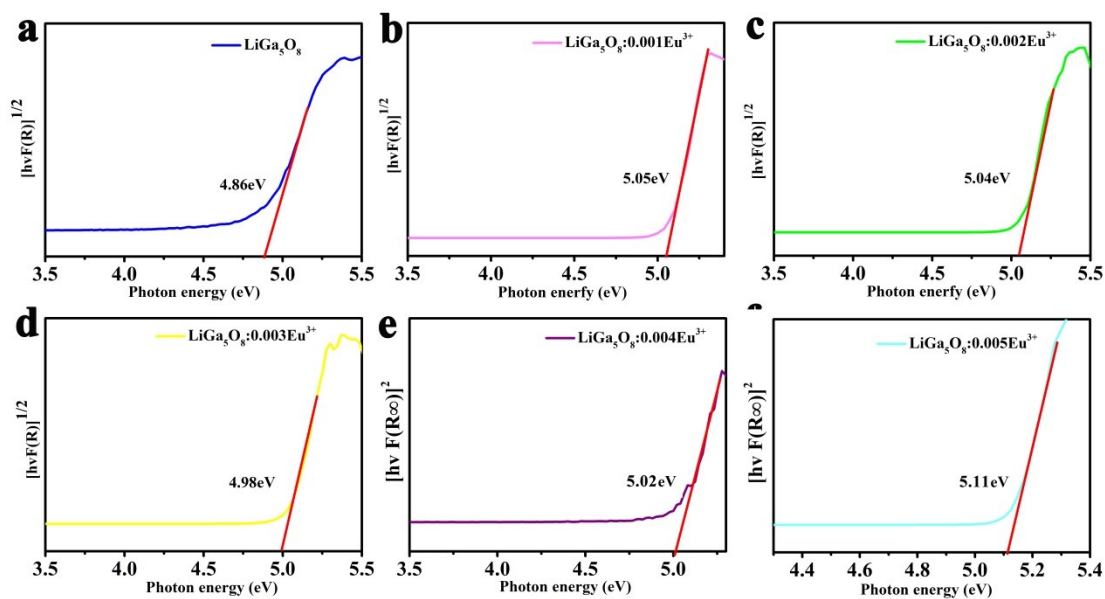 a
LiGa₅O₈
[hvF(R)]^1/2
4.86eV
3.5 4.0 4.5 5.0 5.5
Photon energy (eV)
b
LiGa₅O₈:0.001Eu³⁺
[hvF(R)]^1/2
5.05eV
3.5 4.0 4.5 5.0
Photon enerfy (eV)
c
LiGa₅O₈:0.002Eu³⁺
[hvF(R)]^1/2
5.04eV
3.5 4.0 4.5 5.0 5.5
Photon enerfy (eV)
d
LiGa₅O₈:0.003Eu³⁺
[hvF(R)]^1/2
4.98eV
3.5 4.0 4.5 5.0 5.5
Photon energy (eV)
e
LiGa₅O₈:0.004Eu³⁺
[hv F(R∞)]²
5.02eV
3.5 4.0 4.5 5.0
Photon energy (eV)
LiGa₅O₈:0.005Eu³⁺
[hv F(R∞)]²
5.11eV
4.4 4.6 4.8 5.0 5.2 5.4
Photon energy (eV)